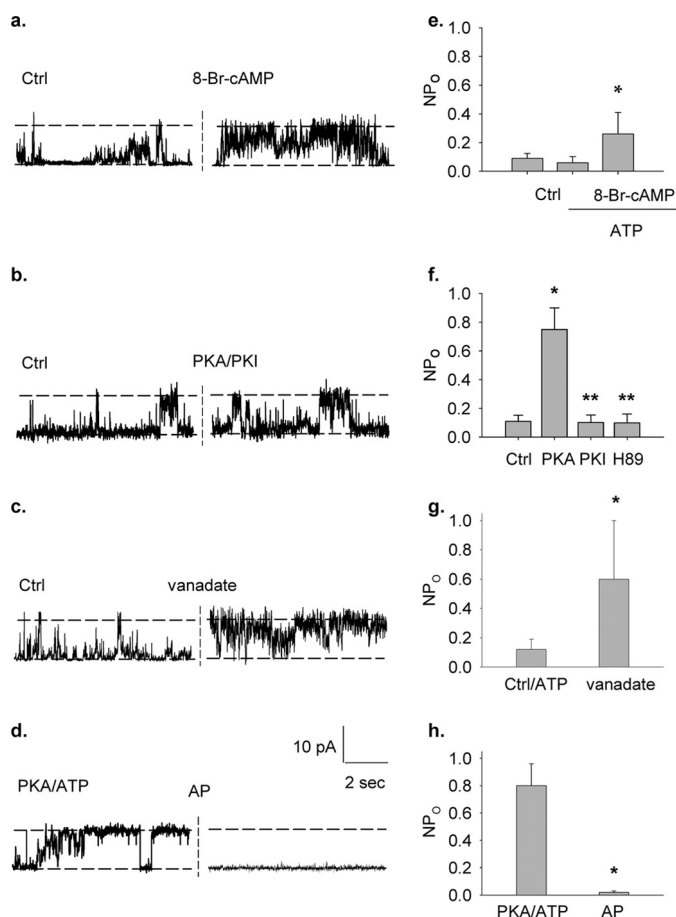 a.
Ctrl 8-Br-cAMP
e.
NPo
1.0
0.8
0.6
0.4
0.2
0.0
*
Ctrl 8-Br-cAMP
ATP
b.
Ctrl PKA/PKI
f.
NPo
1.0
0.8
0.6
0.4
0.2
0.0
*
** **
Ctrl PKA PKI H89
c.
Ctrl vanadate
g.
NPo
1.0
0.8
0.6
0.4
0.2
0.0
*
Ctrl/ATP vanadate
d.
10 pA
2 sec
PKA/ATP AP
h.
NPo
1.0
0.8
0.6
0.4
0.2
0.0
*
PKA/ATP AP